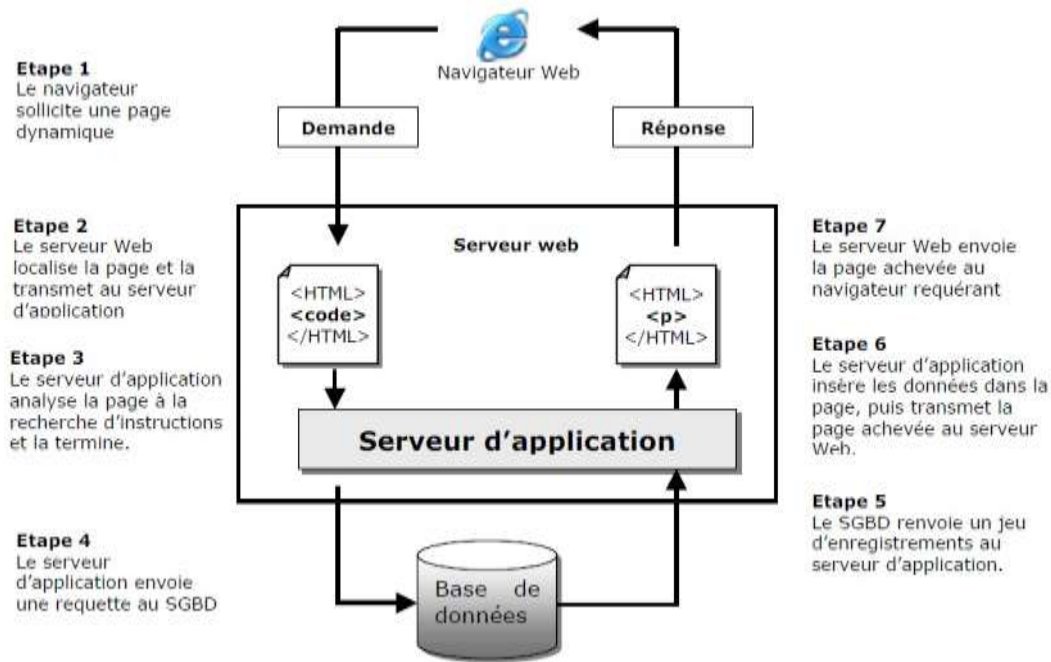 Navigateur Web
Etape 1
Le navigateur
sollicite une page
dynamique
Demande
Réponse
Etape 2
Le serveur Web
localise la page et la
transmet au serveur
d'application
Serveur web
<HTML>
<code>
</HTML>
<HTML>
<p>
</HTML>
Etape 3
Le serveur d'application
analyse la page à la
recherche d'instructions
et la termine.
Serveur d'application
Etape 4
Le serveur
d'application envoie
une requette au SGBD
Base de
données
Etape 7
Le serveur Web envoie
la page achevée au
navigateur requérant
Etape 6
Le serveur d'application
insère les données dans la
page, puis transmet la
page achevée au serveur
Web.
Etape 5
Le SGBD renvoie un jeu
d'enregistrements au
serveur d'application.